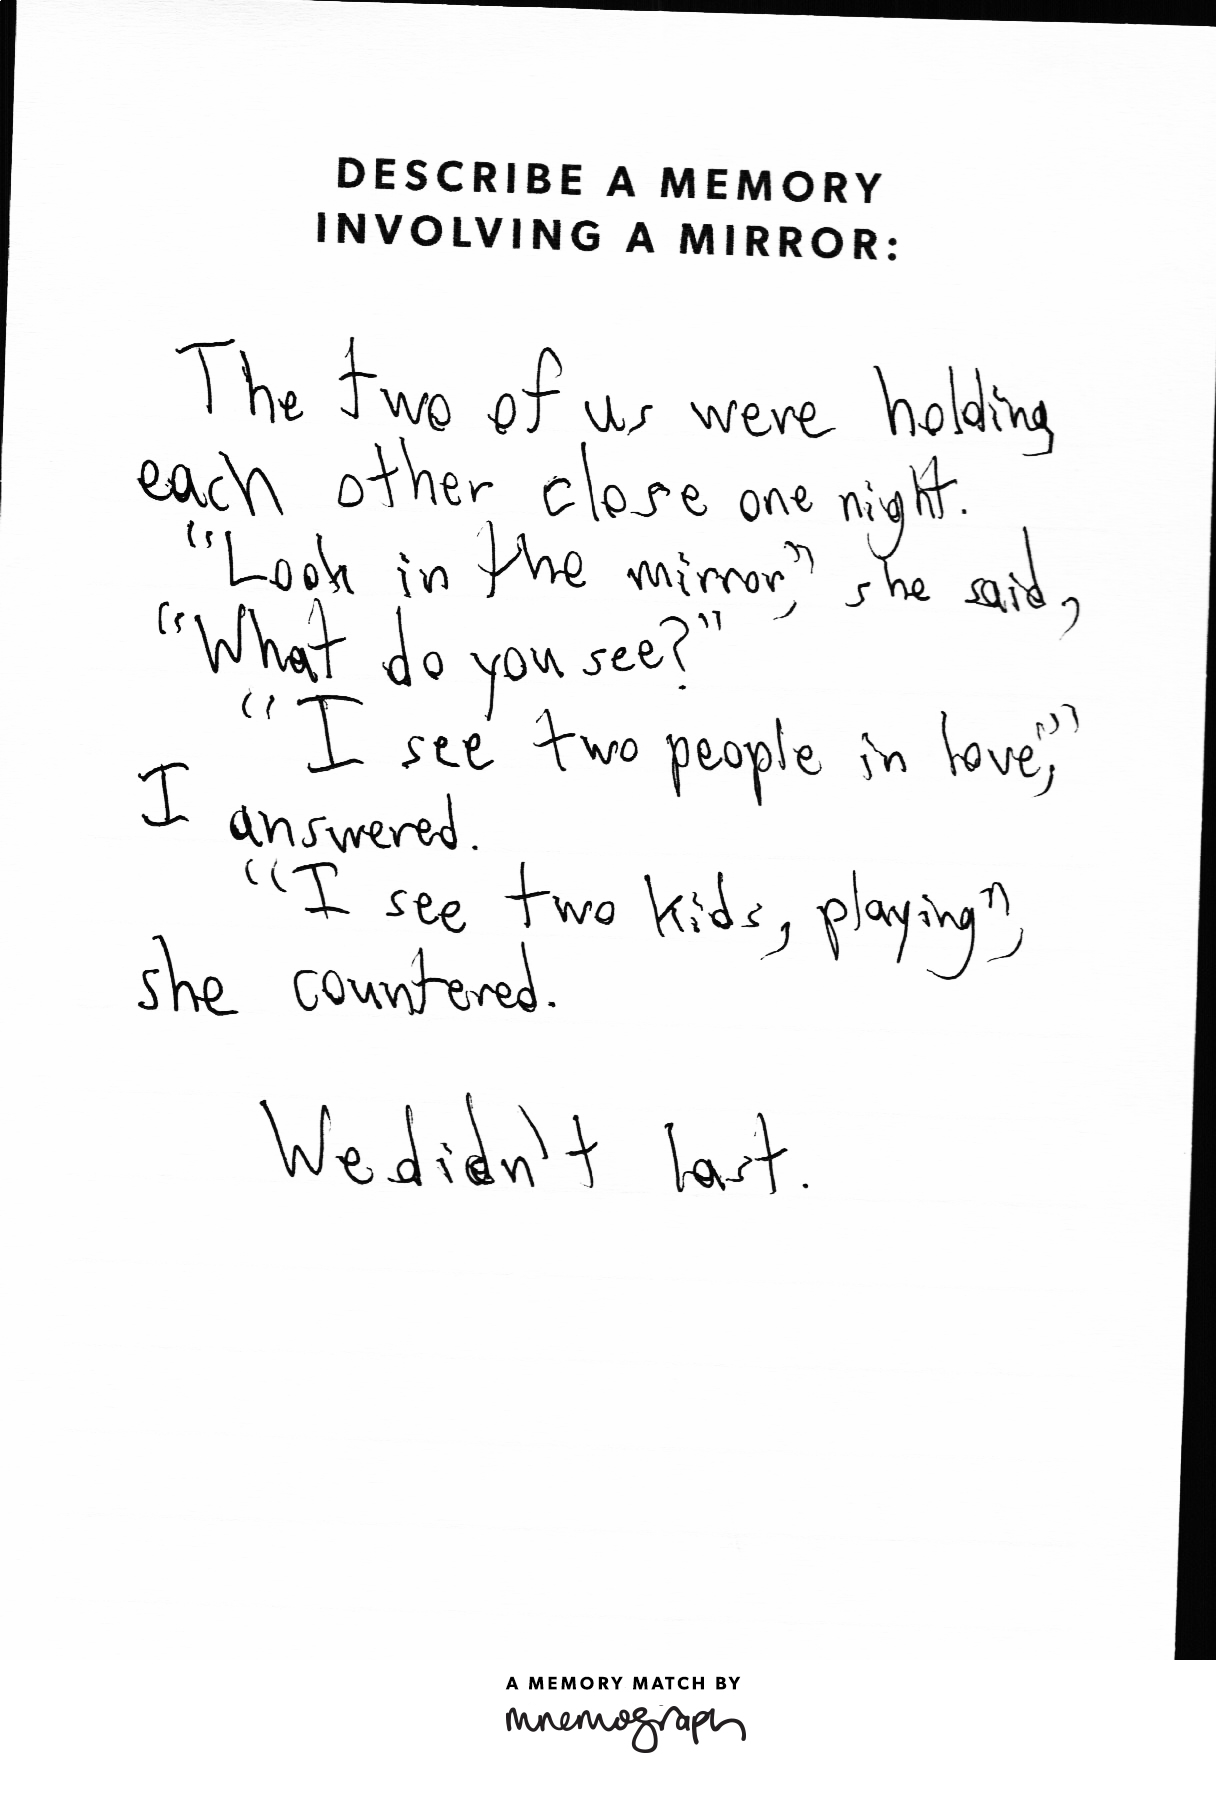 DESCRIBE A MEMORY
INVOLVING A MIRROR:
The two of us were holding
each other close one night.
"Look in the mirror," she said,
"What do you see?"
"I see two people in love,"
I answered.
"I see two kids, playing",
she countered.
We didn't last.
A MEMORY MATCH BY
mnemograph